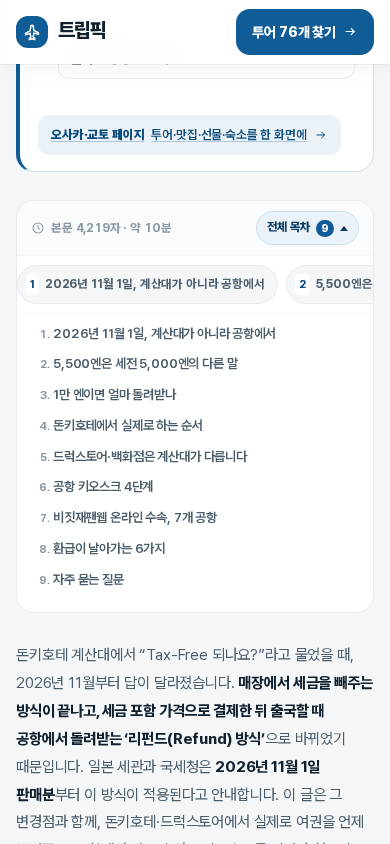 트립픽
투어 76개 찾기 →
오사카·교토 페이지 투어·맛집·선물·숙소를 한 화면에 →
본문 4,219자 · 약 10분
전체 목차 9
1 2026년 11월 1일, 계산대가 아니라 공항에서
2 5,500엔은
1. 2026년 11월 1일, 계산대가 아니라 공항에서
2. 5,500엔은 세전 5,000엔의 다른 말
3. 1만 엔이면 얼마 돌려받나
4. 돈키호테에서 실제로 하는 순서
5. 드럭스토어·백화점은 계산대가 다릅니다
6. 공항 키오스크 4단계
7. 비짓재팬웹 온라인 수속, 7개 공항
8. 환급이 날아가는 6가지
9. 자주 묻는 질문
돈키호테 계산대에서 “Tax-Free 되나요?”라고 물었을 때,
2026년 11월부터 답이 달라졌습니다. 매장에서 세금을 빼주는
방식이 끝나고, 세금 포함 가격으로 결제한 뒤 출국할 때
공항에서 돌려받는 ‘리펀드(Refund) 방식’으로 바뀌었기
때문입니다. 일본 세관과 국세청은 2026년 11월 1일
판매분부터 이 방식이 적용된다고 안내합니다. 이 글은 그
변경점과 함께, 돈키호테·드럭스토어에서 실제로 여권을 언제